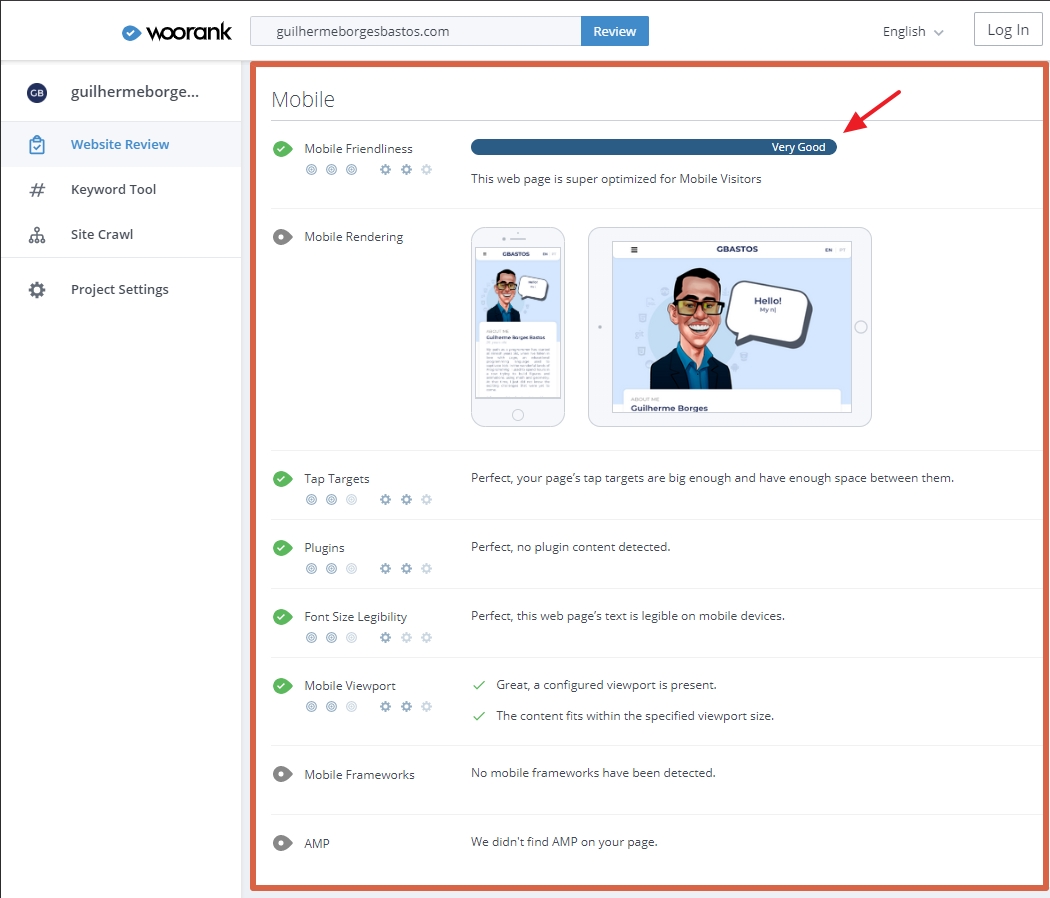 woorank
guilhermeborgesbastos.com
Review
English
Log In
GB
guilhermeborge...
Website Review
Keyword Tool
Site Crawl
Project Settings
Mobile
Mobile Friendliness
Very Good
This web page is super optimized for Mobile Visitors
Mobile Rendering
GBASTOS
EN
ABOUT ME
Guilherme Borges Bastos
GBASTOS
EN
Hello!
My n|
ABOUT ME
Guilherme Borges
Tap Targets
Perfect, your page’s tap targets are big enough and have enough space between them.
Plugins
Perfect, no plugin content detected.
Font Size Legibility
Perfect, this web page’s text is legible on mobile devices.
Mobile Viewport
Great, a configured viewport is present.
The content fits within the specified viewport size.
Mobile Frameworks
No mobile frameworks have been detected.
AMP
We didn't find AMP on your page.